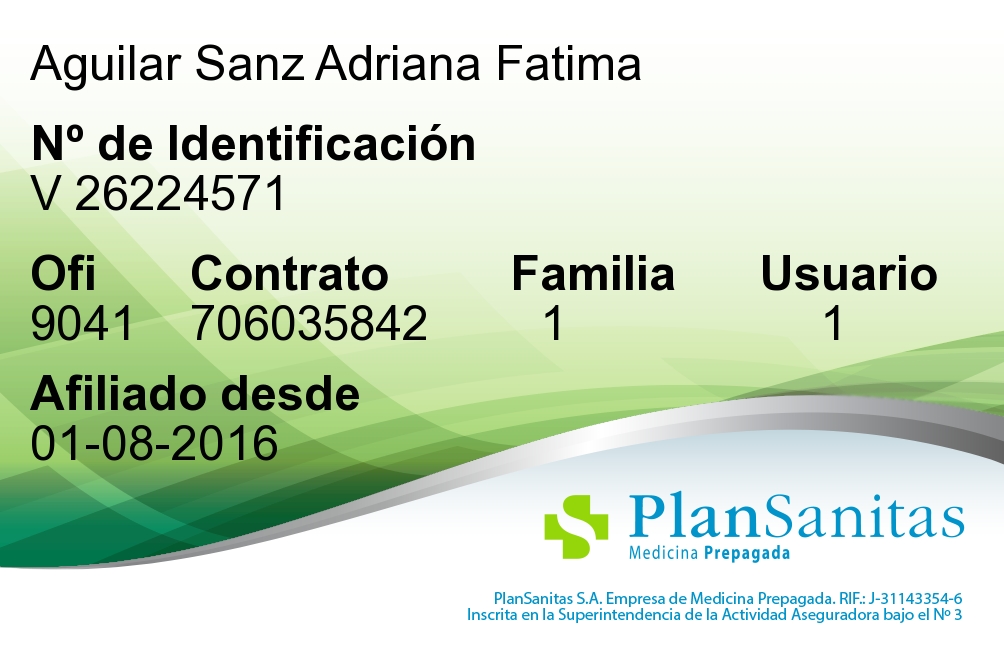 Aguilar Sanz Adriana Fatima
Nº de Identificación
V 26224571
Ofi Contrato Familia Usuario
9041 706035842 1 1
Afiliado desde
01-08-2016
PlanSanitas
Medicina Prepagada
PlanSanitas S.A. Empresa de Medicina Prepagada. RIF.: J-31143354-6
Inscrita en la Superintendencia de la Actividad Aseguradora bajo el Nº 3